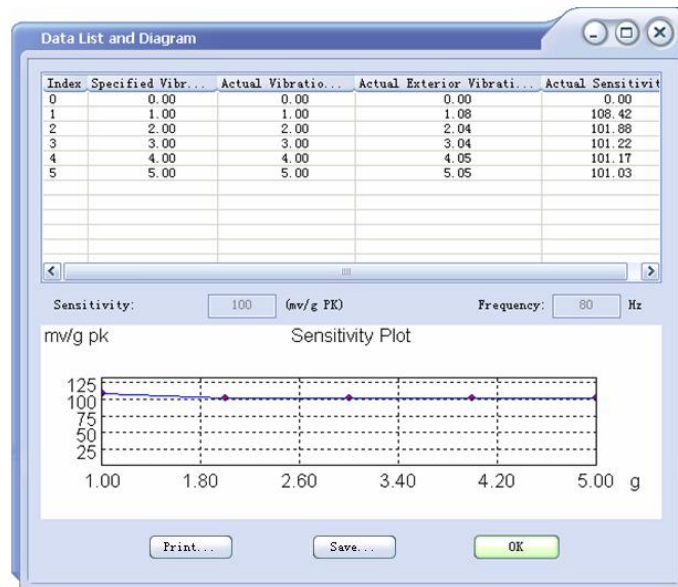 Data List and Diagram
Index Specified Vibr... Actual Vibratio... Actual Exterior Vibrati... Actual Sensitivit
0 0.00 0.00 0.00 0.00
1 1.00 1.00 1.08 108.42
2 2.00 2.00 2.04 101.88
3 3.00 3.00 3.04 101.22
4 4.00 4.00 4.05 101.17
5 5.00 5.00 5.05 101.03
Sensitivity: 100 (mv/g PK) Frequency: 80 Hz
mv/g pk Sensitivity Plot
125
100
75
50
25
1.00 1.80 2.60 3.40 4.20 5.00 g
Print... Save... OK